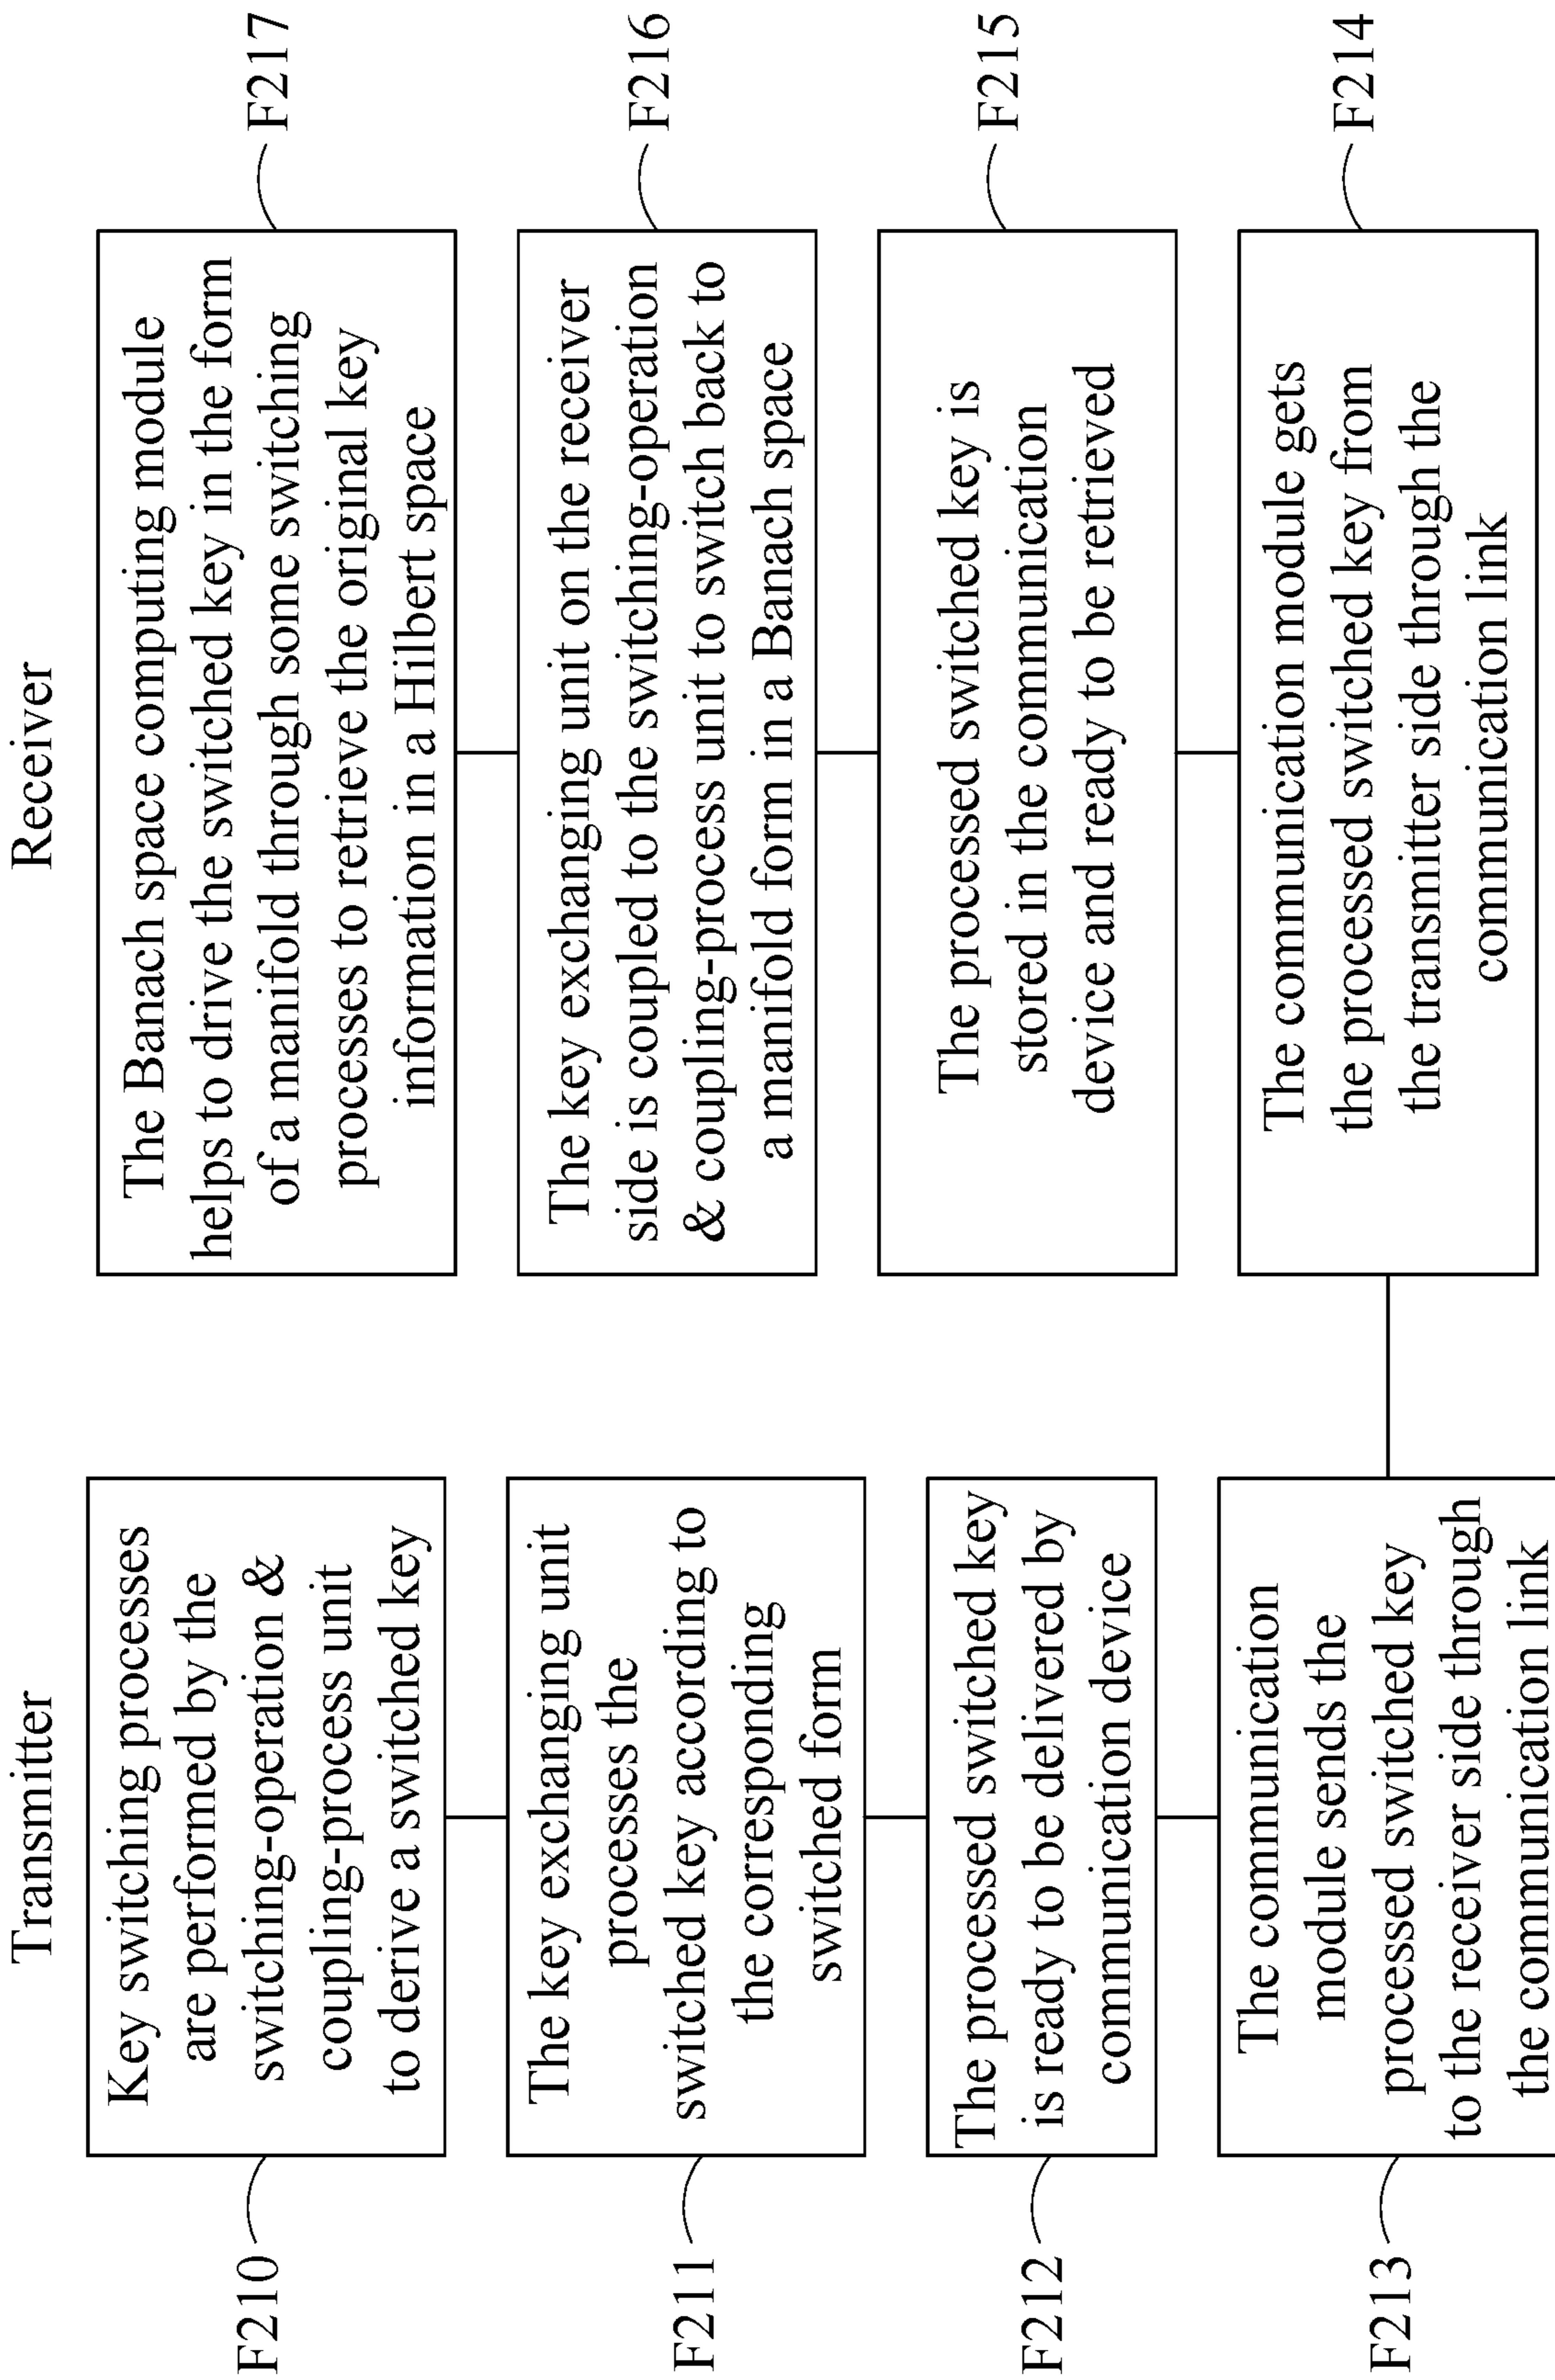 Transmitter
F210
Key switching processes
are performed by the
switching-operation &
coupling-process unit
to derive a switched key
F211
The key exchanging unit
processes the
switched key according to
the corresponding
switched form
F212
The processed switched key
is ready to be delivered by
communication device
F213
The communication
module sends the
processed switched key
to the receiver side through
the communication link
Receiver
The Banach space computing module
helps to drive the switched key in the form
of a manifold through some switching
processes to retrieve the original key
information in a Hilbert space
F217
The key exchanging unit on the receiver
side is coupled to the switching-operation
& coupling-process unit to switch back to
a manifold form in a Banach space
F216
The processed switched key is
stored in the communication
device and ready to be retrieved
F215
The communication module gets
the processed switched key from
the transmitter side through the
communication link
F214